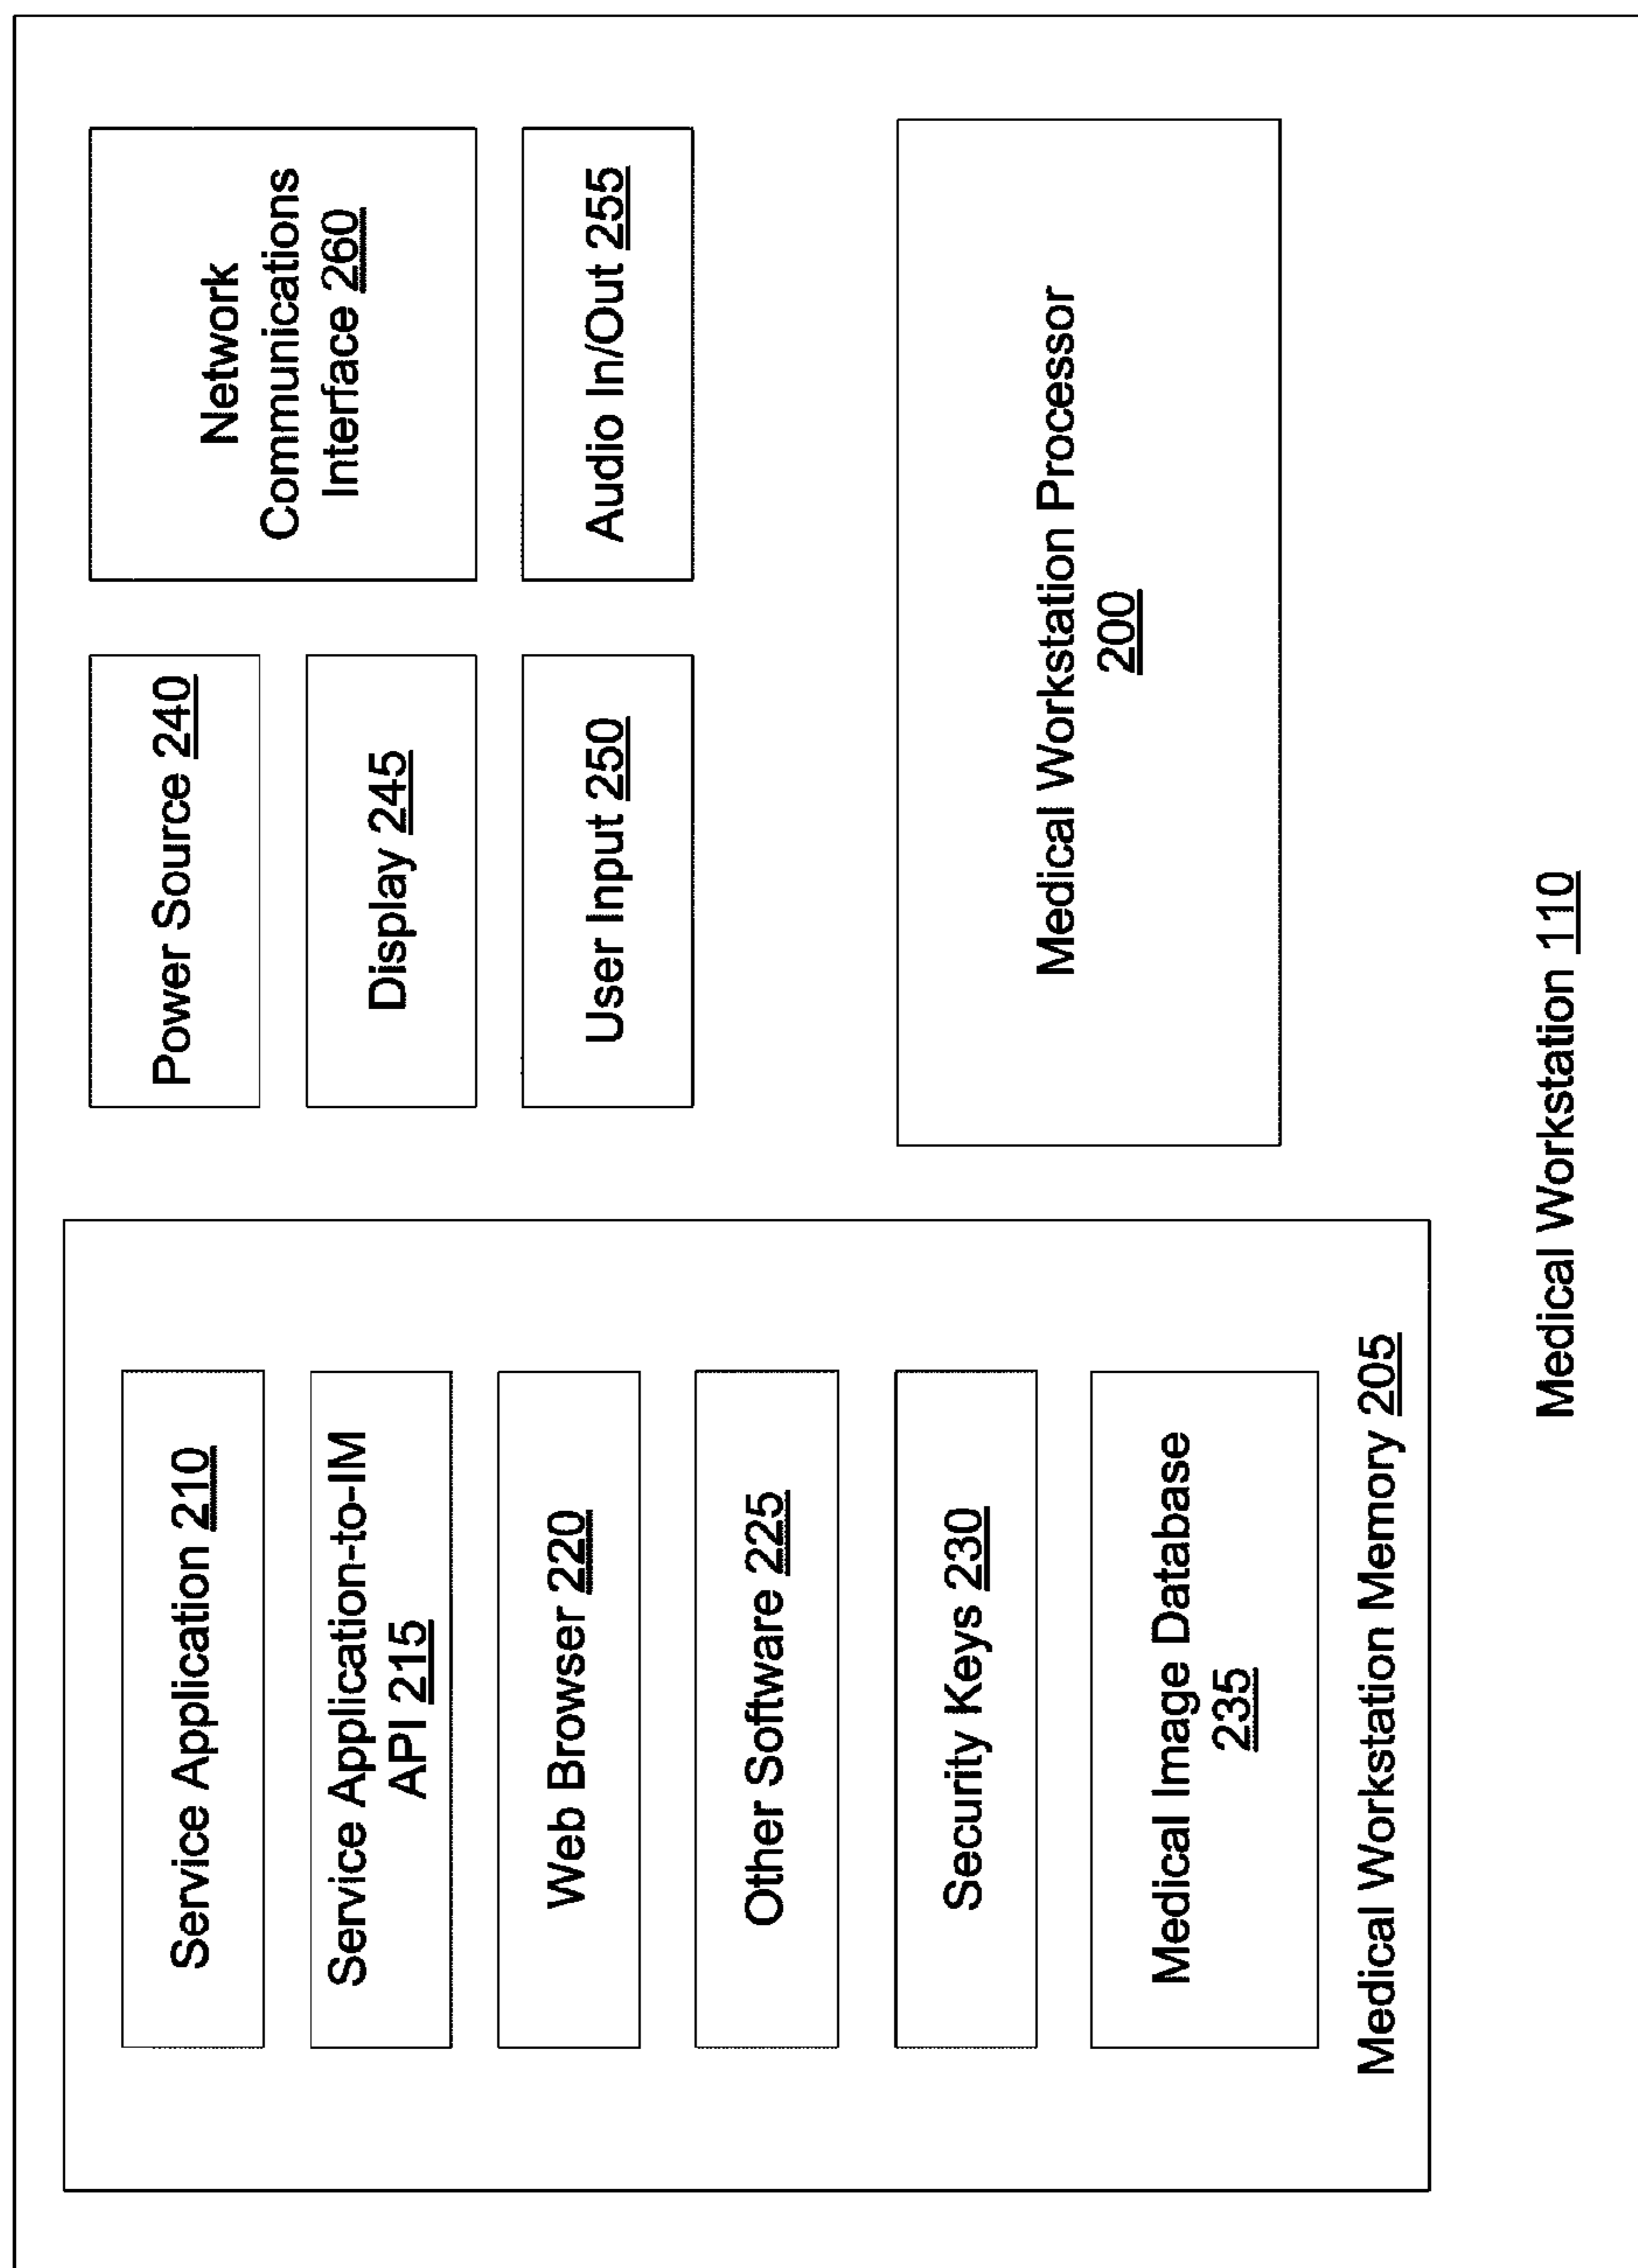 Service Application 210
Service Application-to-IM
API 215
Web Browser 220
Other Software 225
Security Keys 230
Medical Image Database
235
Medical Workstation Memory 205
Power Source 240
Display 245
User Input 250
Network
Communications
Interface 260
Audio In/Out 255
Medical Workstation Processor
200
Medical Workstation 110